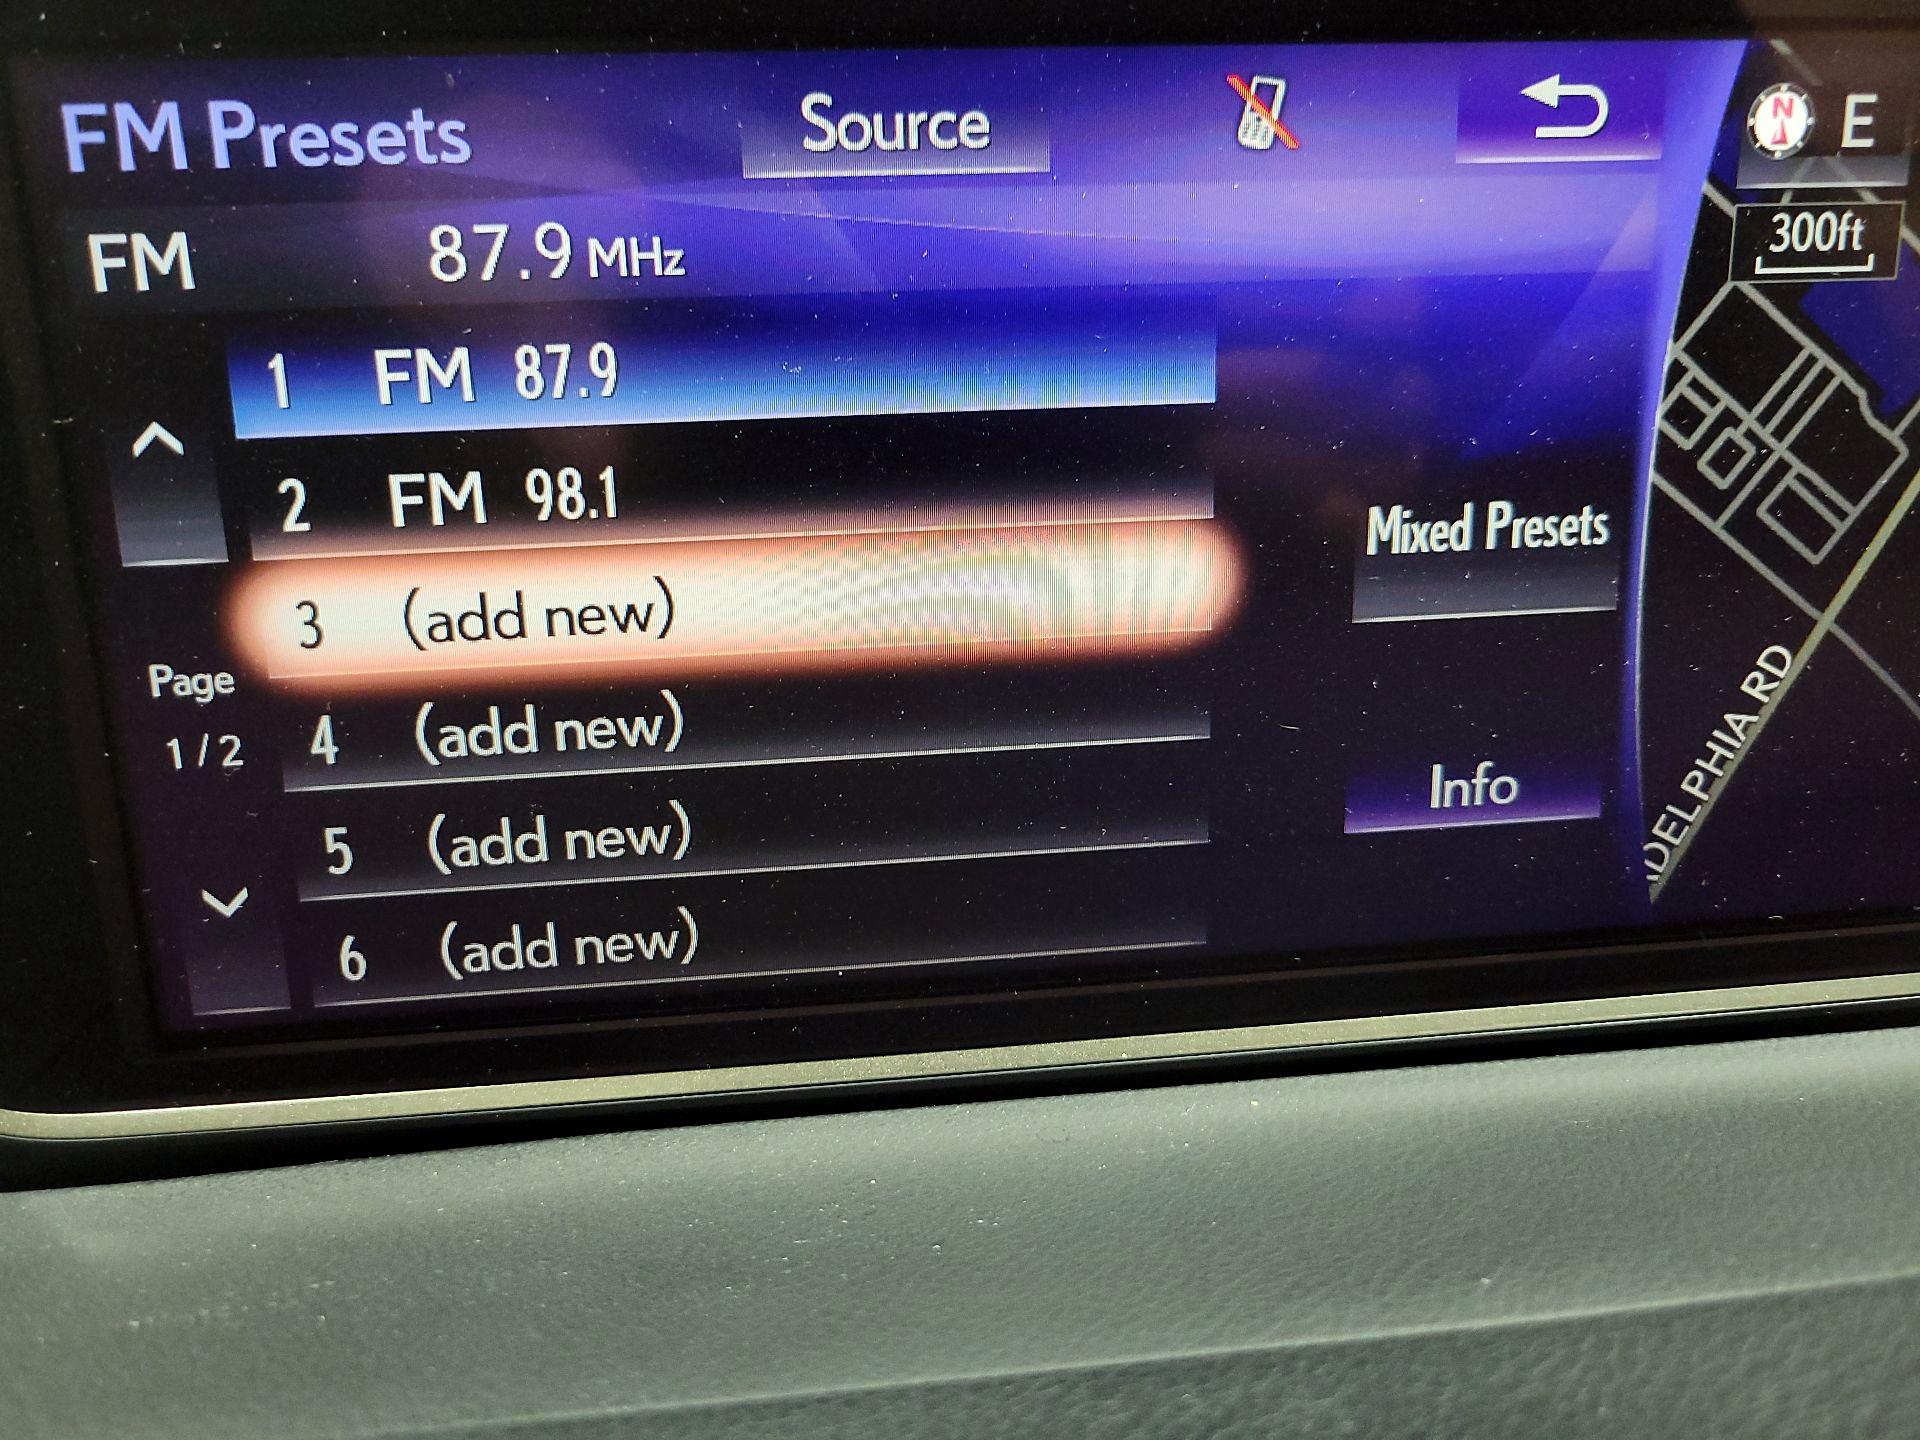 FM Presets
Source
N E
FM 87.9 MHz
300ft
1 FM 87.9
2 FM 98.1
Mixed Presets
3 (add new)
Page
1/2
4 (add new)
Info
5 (add new)
6 (add new)
RD